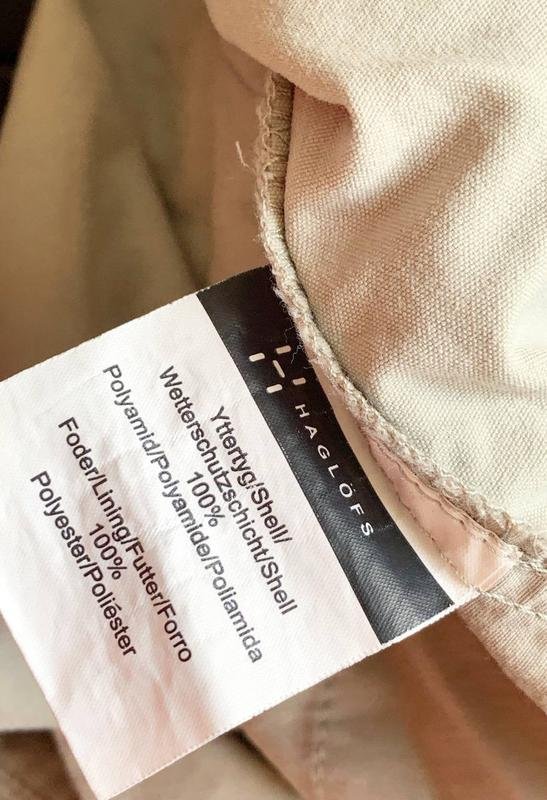 HAGLÖFS
Yttertyg/Shell/
Wetterschutzschicht/Shell
100%
Polyamid/Polyamide/Poliamida
Foder/Lining/Futter/Forro
100%
Polyester/Poliéster